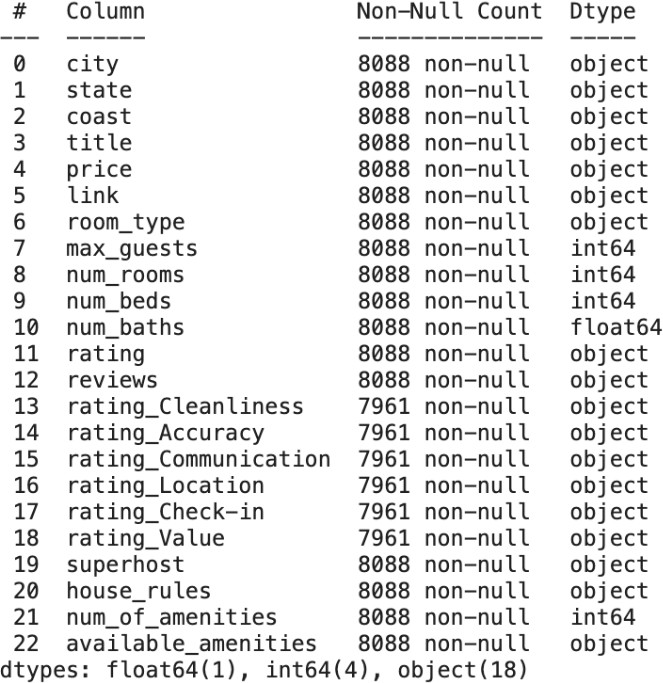 #   Column                Non-Null Count  Dtype
---  ------                --------------  -----
0   city                  8088 non-null   object
1   state                 8088 non-null   object
2   coast                 8088 non-null   object
3   title                 8088 non-null   object
4   price                 8088 non-null   object
5   link                  8088 non-null   object
6   room_type             8088 non-null   object
7   max_guests            8088 non-null   int64
8   num_rooms             8088 non-null   int64
9   num_beds              8088 non-null   int64
10  num_baths             8088 non-null   float64
11  rating                8088 non-null   object
12  reviews               8088 non-null   object
13  rating_Cleanliness    7961 non-null   object
14  rating_Accuracy       7961 non-null   object
15  rating_Communication  7961 non-null   object
16  rating_Location       7961 non-null   object
17  rating_Check-in       7961 non-null   object
18  rating_Value          7961 non-null   object
19  superhost             8088 non-null   object
20  house_rules           8088 non-null   object
21  num_of_amenities      8088 non-null   int64
22  available_amenities   8088 non-null   object
dtypes: float64(1), int64(4), object(18)